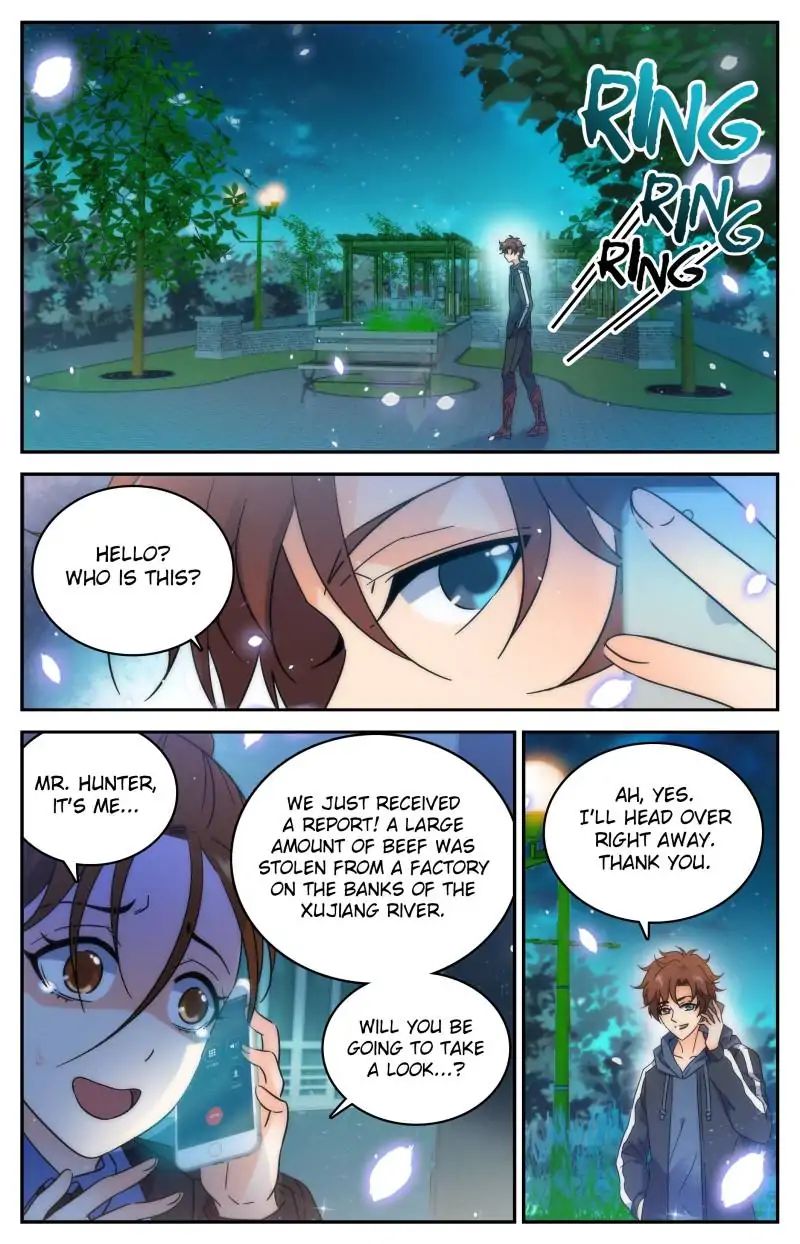 RING
RING
RING
HELLO?
WHO IS THIS?
MR. HUNTER,
IT'S ME...
WE JUST RECEIVED
A REPORT! A LARGE
AMOUNT OF BEEF WAS
STOLEN FROM A FACTORY
ON THE BANKS OF THE
XUJIANG RIVER.
WILL YOU BE
GOING TO TAKE
A LOOK...?
AH, YES.
I'LL HEAD OVER
RIGHT AWAY.
THANK YOU.